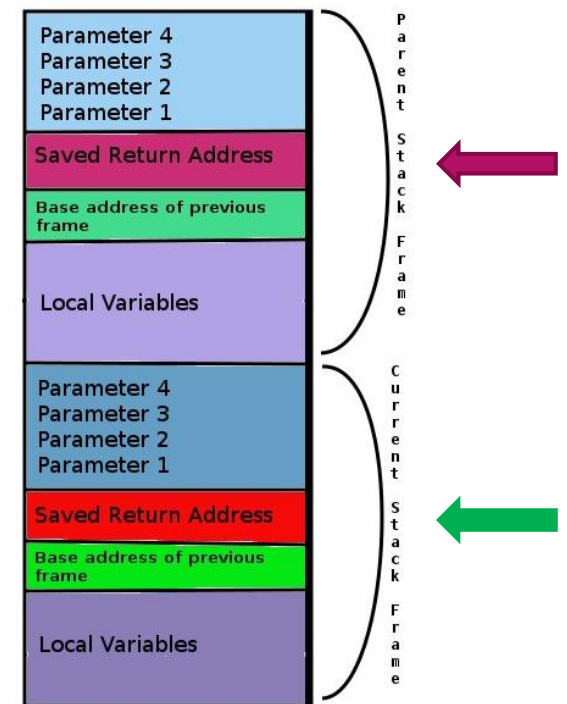 Parameter 4
Parameter 3
Parameter 2
Parameter 1
Saved Return Address
Base address of previous
frame
Local Variables
Parent Stack Frame
Parameter 4
Parameter 3
Parameter 2
Parameter 1
Saved Return Address
Base address of previous
frame
Local Variables
Current Stack Frame